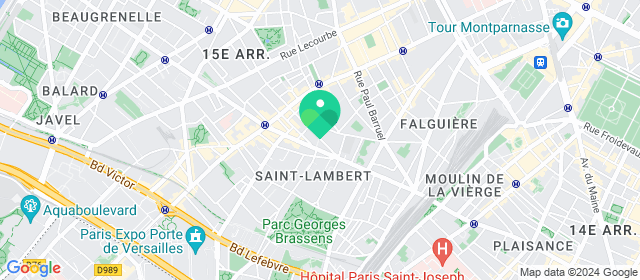 BEAUGRENELLE
Tour Montparnasse
15E ARR.
Rue Lecourbe
Rue Paul Barruel
BALARD
JAVEL
FALGUIÈRE
Rue Froidevaux
Bd Victor
SAINT-LAMBERT
MOULIN DE
LA VIÈRGE
Av. du Maine
Aquaboulevard
Parc Georges
Brassens
Paris Expo Porte
de Versailles
14E ARR.
PLAISANCE
Bd Lefebvre
Hôpital Paris Saint-Joseph
D989
Google
Map data ©2024 Google